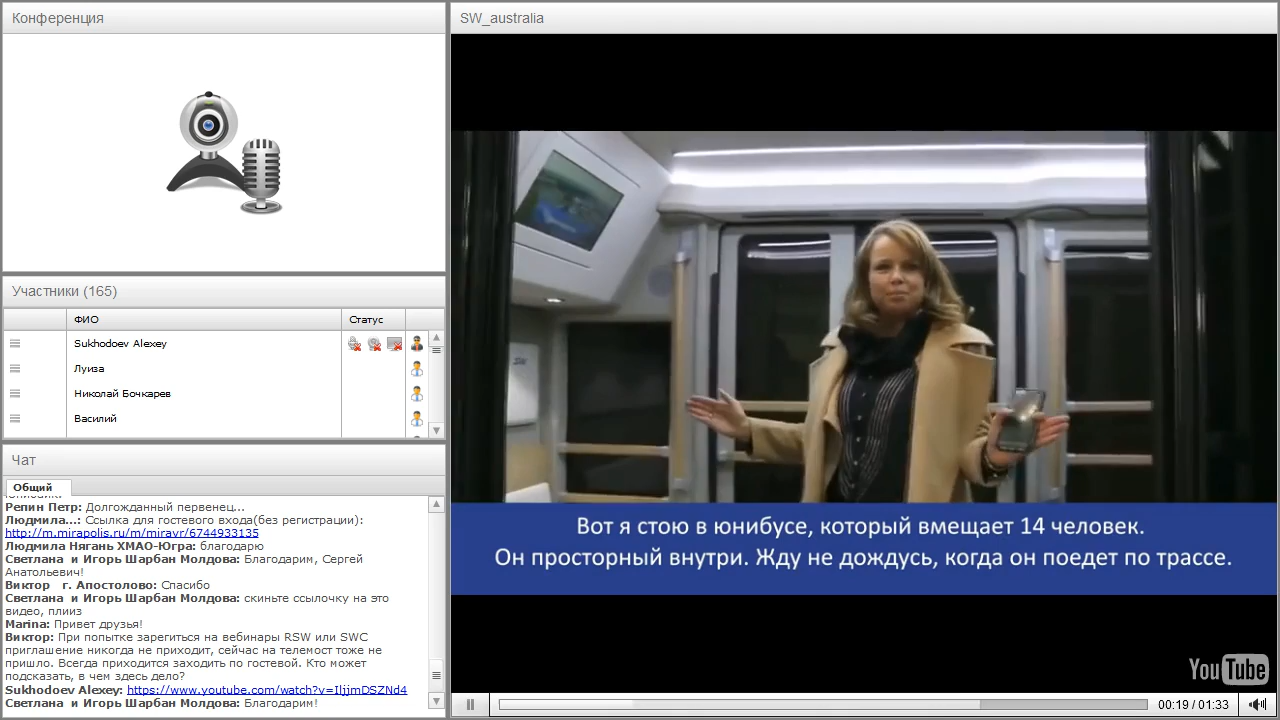 Конференция
SW_australia
Участники (165)
ФИО
Статус
Sukhodoev Alexey
Луиза
Николай Бочкарев
Василий
Чат
Общий
Репин Петр: Долгожданный первенец...
Людмила...: Ссылка для гостевого входа(без регистрации):
http://m.mirapolis.ru/m/miravr/6744933135
Людмила Нягань ХМАО-Югра: благодарю
Светлана и Игорь Шарбан Молдова: Благодарим, Сергей
Анатольевич!
Виктор г. Апостолово: Спасибо
Светлана и Игорь Шарбан Молдова: скиньте ссылочку на это
видео, плииз
Marina: Привет друзья!
Виктор: При попытке зарегиться на вебинары RSW или SWC
приглашение никогда не приходит, сейчас на телемост тоже не
пришло. Всегда приходится заходить по гостевой. Кто может
подсказать, в чем здесь дело?
Sukhodoev Alexey: https://www.youtube.com/watch?v=IljjmDSZNd4
Светлана и Игорь Шарбан Молдова: Благодарим!
Вот я стою в юнибусе, который вмещает 14 человек.
Он просторный внутри. Жду не дождусь, когда он поедет по трассе.
YouTube
00:19 / 01:33